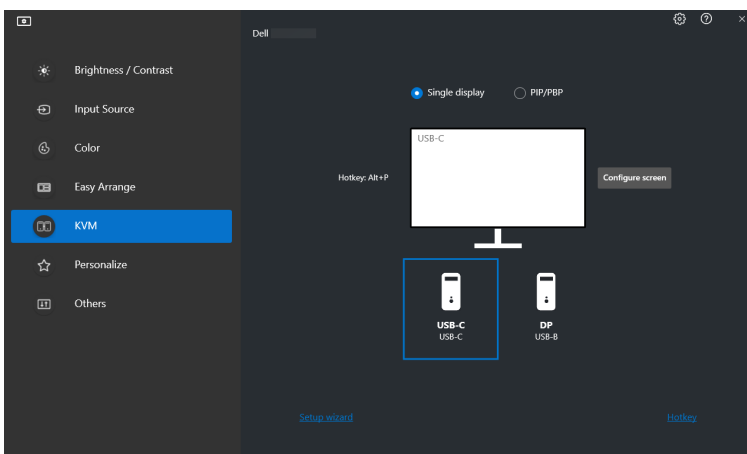 Dell
Brightness / Contrast
Input Source
Color
Easy Arrange
KVM
Personalize
Others
Single display
PIP/PBP
USB-C
Hotkey: Alt+P
Configure screen
USB-C
USB-C
DP
USB-B
Setup wizard
Hotkey